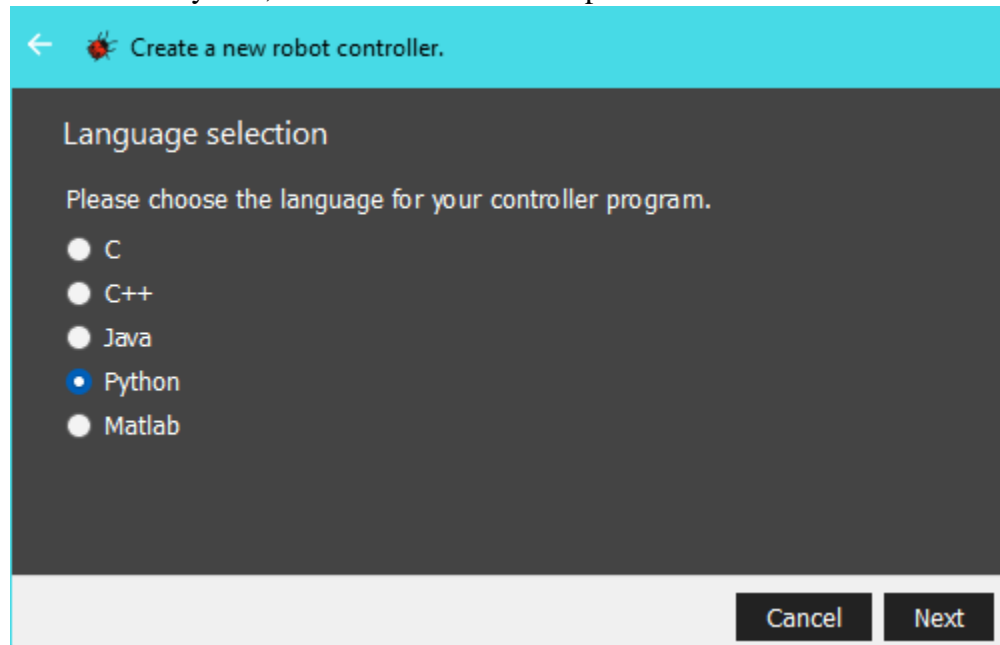 Create a new robot controller.
Language selection
Please choose the language for your controller program.
C
C++
Java
Python
Matlab
Cancel Next